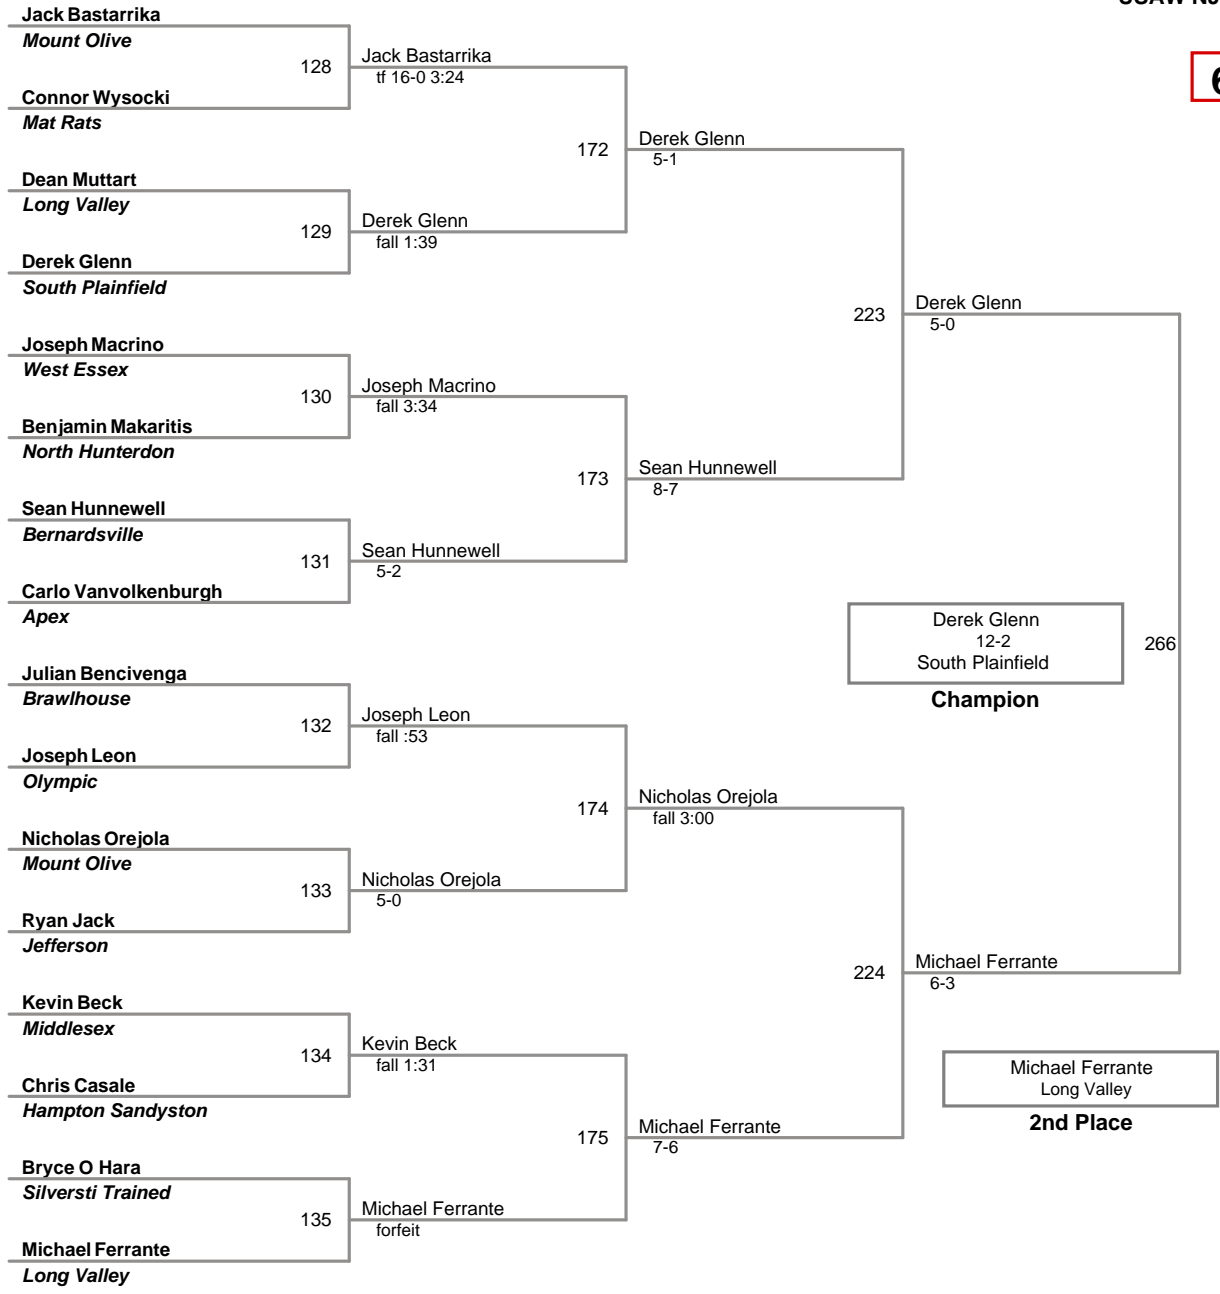 Jack Bastarrika
Mount Olive
128
Jack Bastarrika
tf 16-0 3:24
Connor Wysocki
Mat Rats
172
Derek Glenn
5-1
Dean Muttart
Long Valley
129
Derek Glenn
fall 1:39
Derek Glenn
South Plainfield
223
Derek Glenn
5-0
Joseph Macrino
West Essex
130
Joseph Macrino
fall 3:34
Benjamin Makaritis
North Hunterdon
173
Sean Hunnewell
8-7
Sean Hunnewell
Bernardsville
131
Sean Hunnewell
5-2
Carlo Vanvolkenburgh
Apex
Derek Glenn
12-2
South Plainfield
Champion
266
Julian Bencivenga
Brawlhouse
132
Joseph Leon
fall :53
Joseph Leon
Olympic
174
Nicholas Orejola
fall 3:00
Nicholas Orejola
Mount Olive
133
Nicholas Orejola
5-0
Ryan Jack
Jefferson
224
Michael Ferrante
6-3
Kevin Beck
Middlesex
134
Kevin Beck
fall 1:31
Chris Casale
Hampton Sandyston
175
Michael Ferrante
7-6
Michael Ferrante
Long Valley
2nd Place
Bryce O Hara
Silversti Trained
135
Michael Ferrante
forfeit
Michael Ferrante
Long Valley